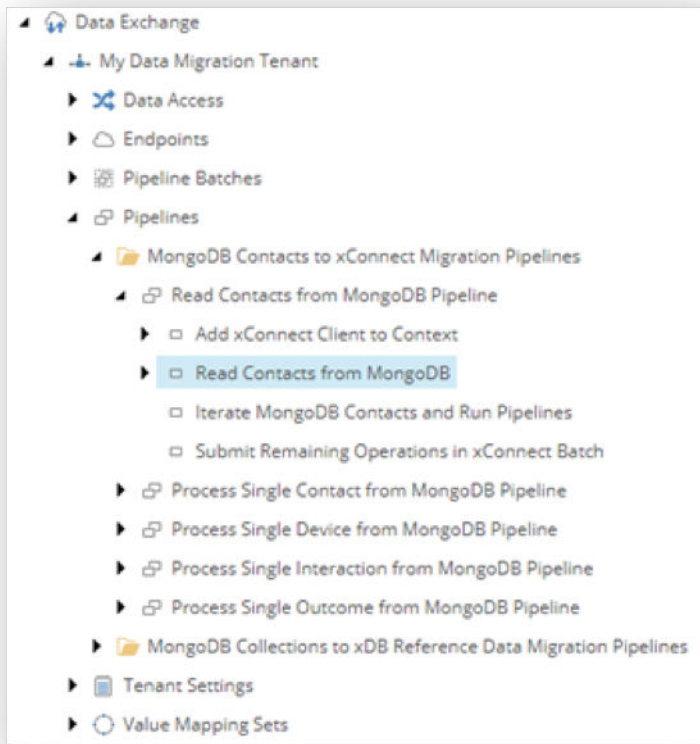 Data Exchange
My Data Migration Tenant
Data Access
Endpoints
Pipeline Batches
Pipelines
MongoDB Contacts to xConnect Migration Pipelines
Read Contacts from MongoDB Pipeline
Add xConnect Client to Context
Read Contacts from MongoDB
Iterate MongoDB Contacts and Run Pipelines
Submit Remaining Operations in xConnect Batch
Process Single Contact from MongoDB Pipeline
Process Single Device from MongoDB Pipeline
Process Single Interaction from MongoDB Pipeline
Process Single Outcome from MongoDB Pipeline
MongoDB Collections to xDB Reference Data Migration Pipelines
Tenant Settings
Value Mapping Sets